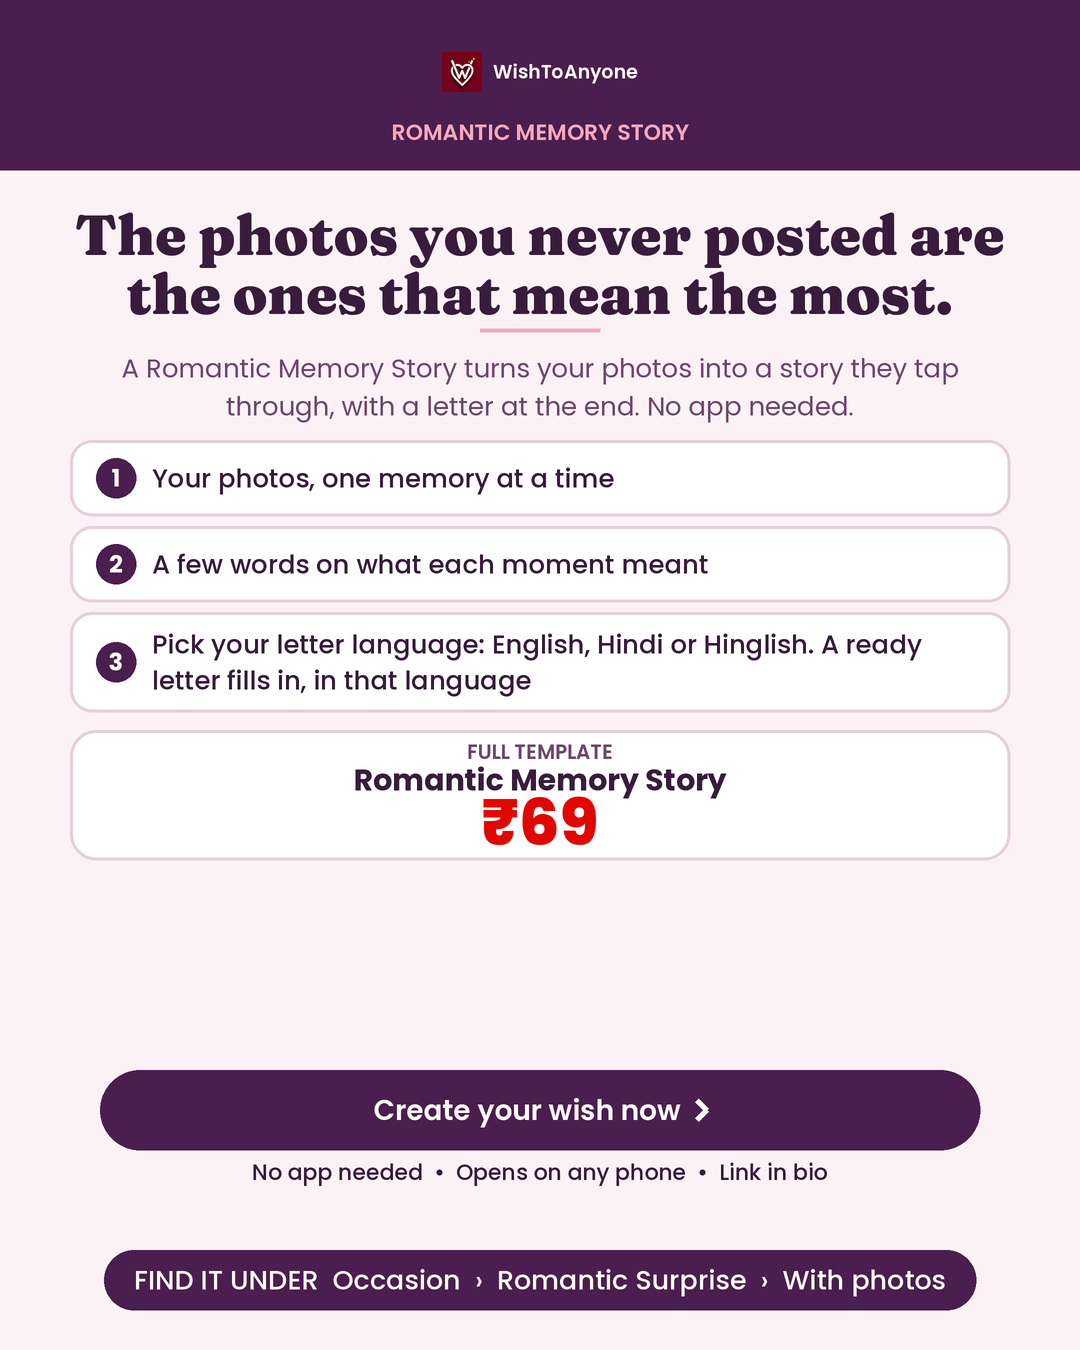 WishToAnyone
ROMANTIC MEMORY STORY
The photos you never posted are
the ones that mean the most.
A Romantic Memory Story turns your photos into a story they tap
through, with a letter at the end. No app needed.
1 Your photos, one memory at a time
2 A few words on what each moment meant
3 Pick your letter language: English, Hindi or Hinglish. A ready
letter fills in, in that language
FULL TEMPLATE
Romantic Memory Story
₹69
Create your wish now >
No app needed • Opens on any phone • Link in bio
FIND IT UNDER Occasion › Romantic Surprise › With photos